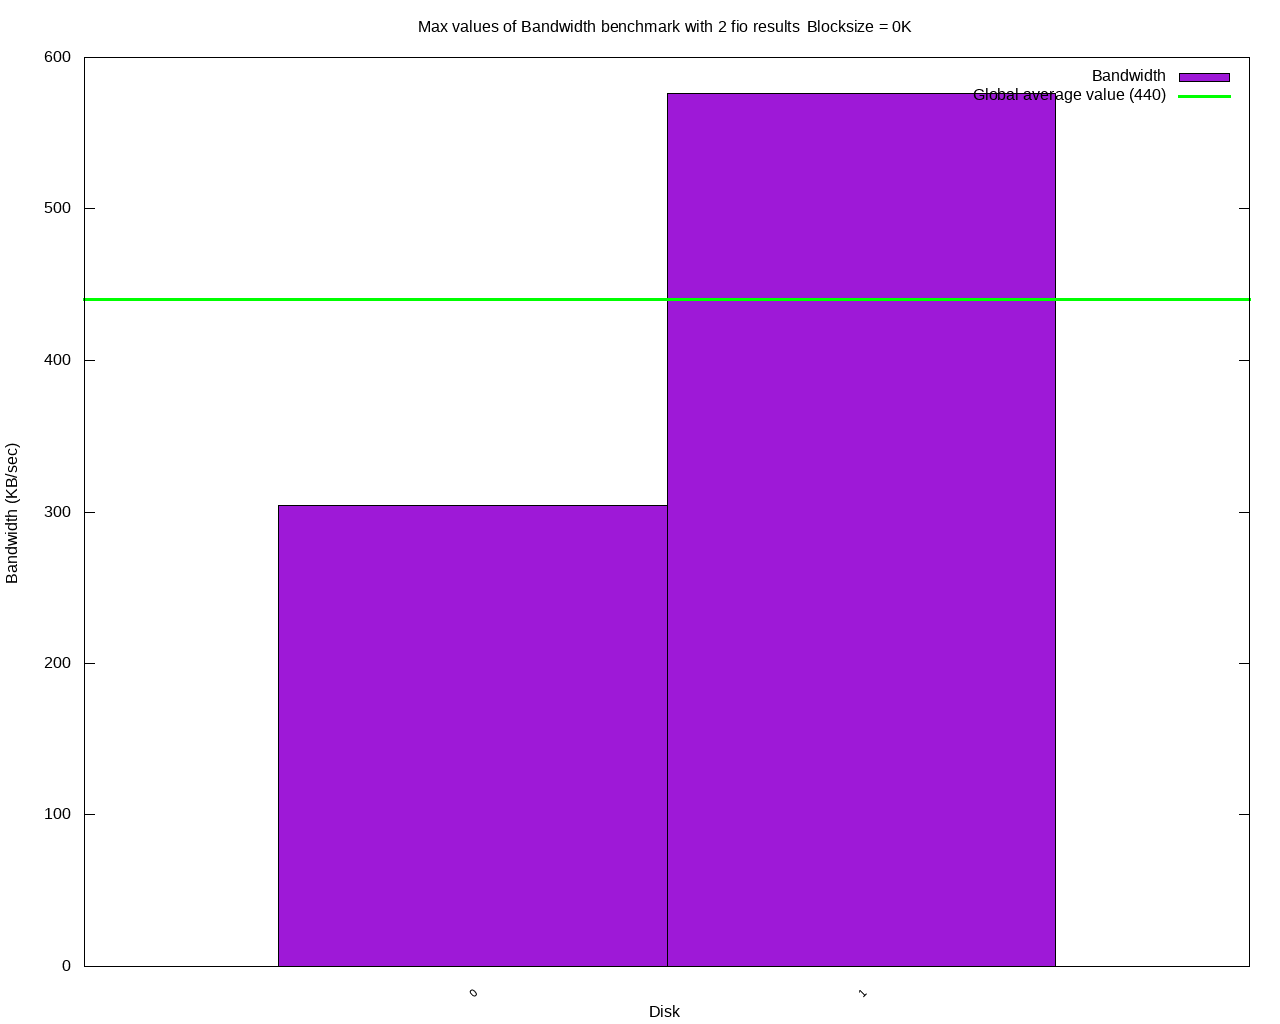 Max values of Bandwidth benchmark with 2 fio results Blocksize = 0K
600
500
400
300
200
100
0
Bandwidth (KB/sec)
Bandwidth
Global average value (440)
0
1
Disk